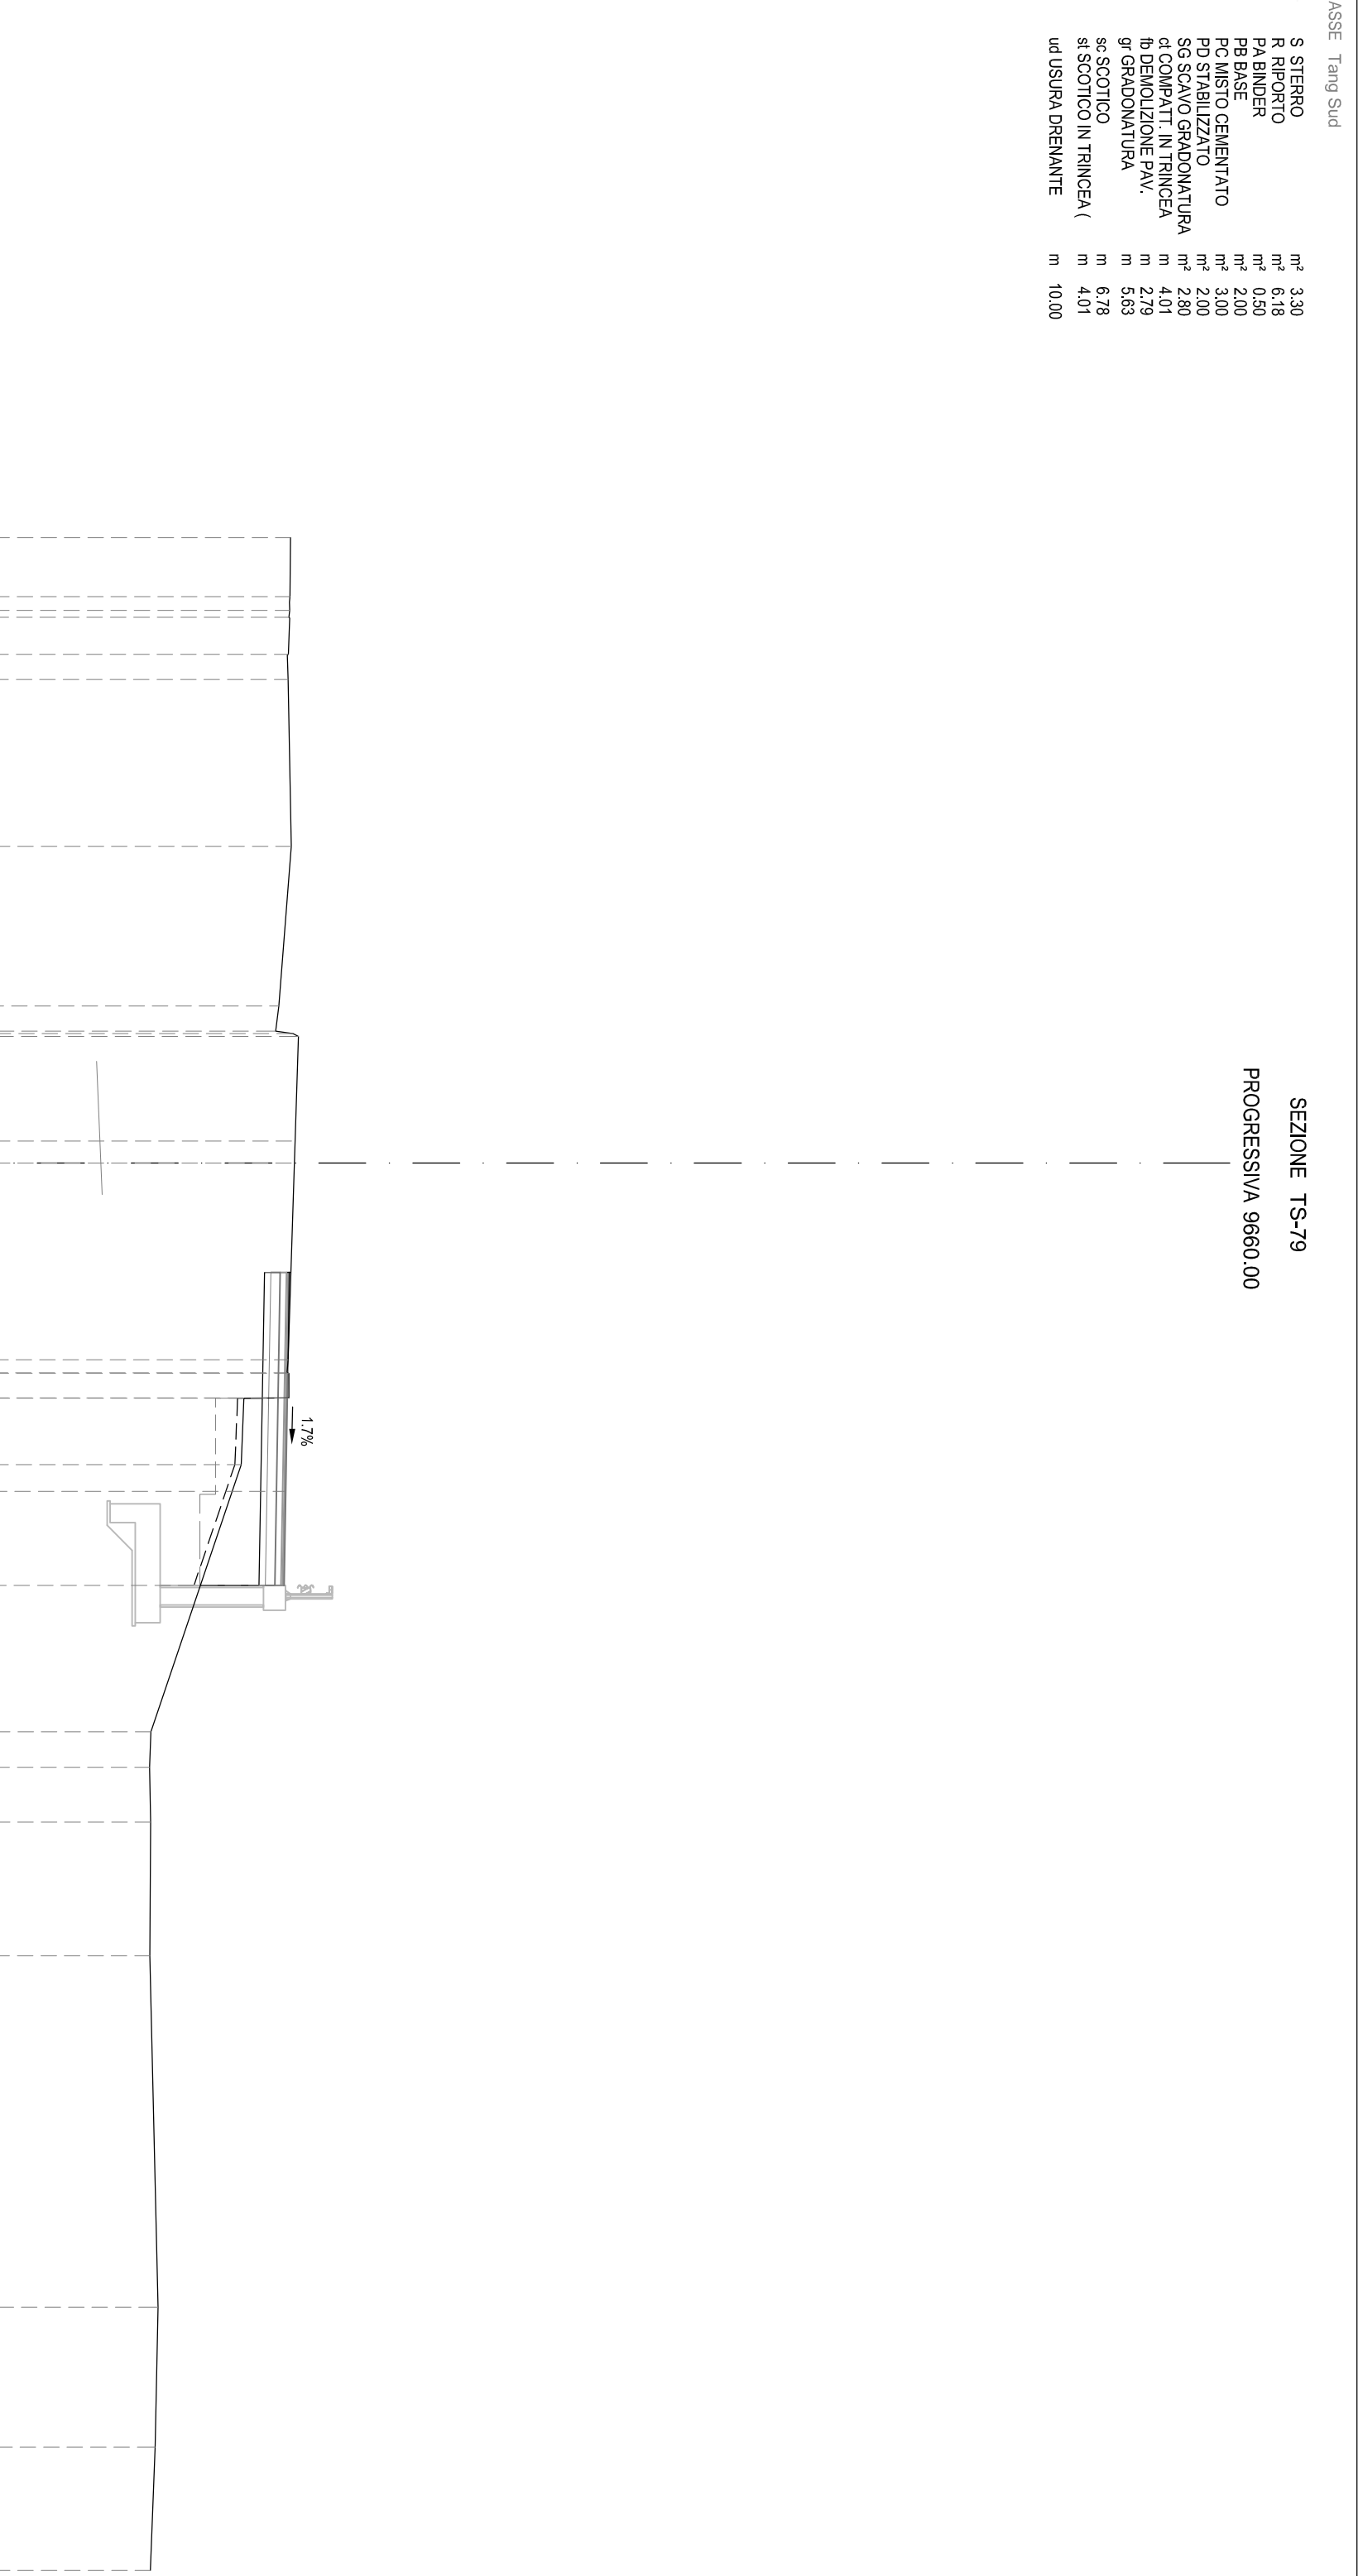 ASSE Tang Sud
S STERRO m² 3.30
R RIPORTO m² 6.18
PA BINDER m² 0.50
PB BASE m² 2.00
PC MISTO CEMENTATO m² 3.00
PD STABILIZZATO m² 2.00
SG SCAVO GRADONATURA m² 2.80
ct COMPATT. IN TRINCEA m 4.01
fb DEMOLIZIONE PAV. m 2.79
gr GRADONATURA m 5.63
sc SCOTICO m 6.78
st SCOTICO IN TRINCEA ( m 4.01
ud USURA DRENANTE m 10.00
SEZIONE TS-79
PROGRESSIVA 9660.00
1.7%